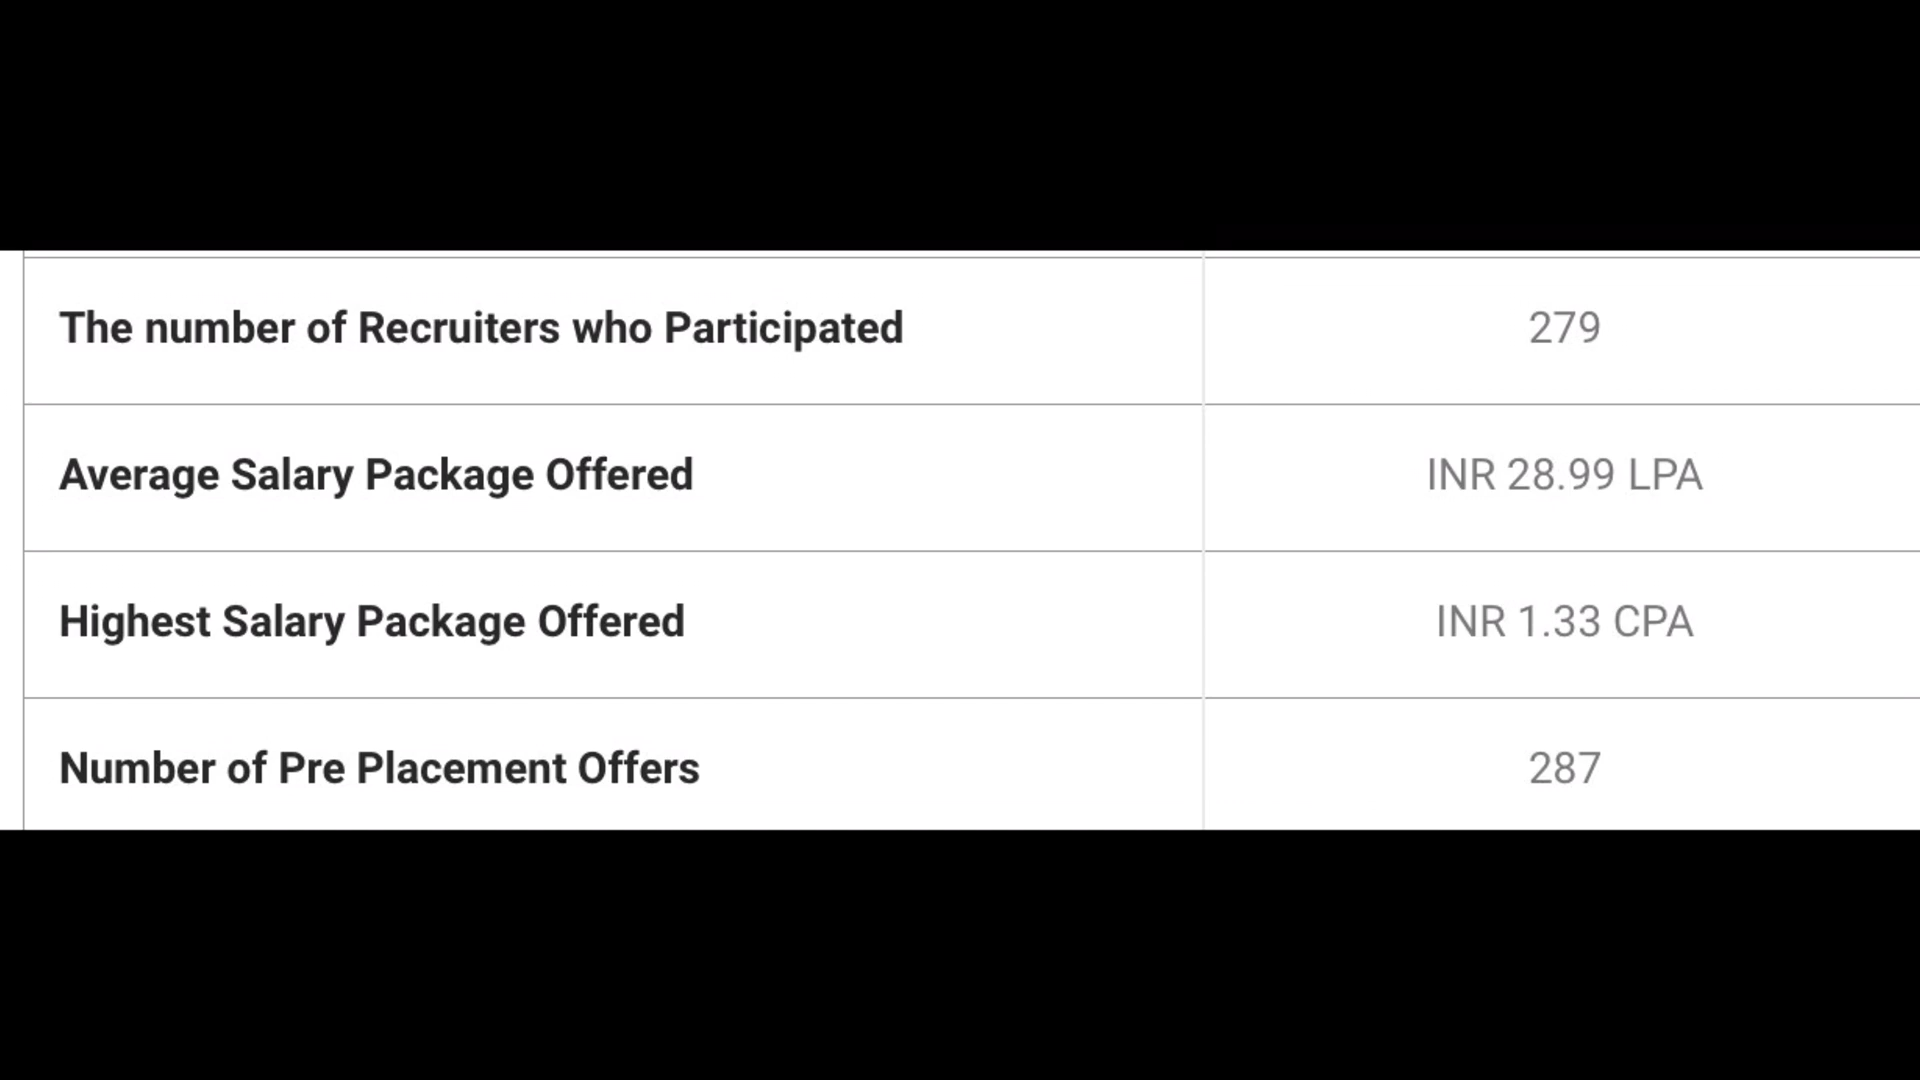 The number of Recruiters who Participated 279
Average Salary Package Offered INR 28.99 LPA
Highest Salary Package Offered INR 1.33 CPA
Number of Pre Placement Offers 287